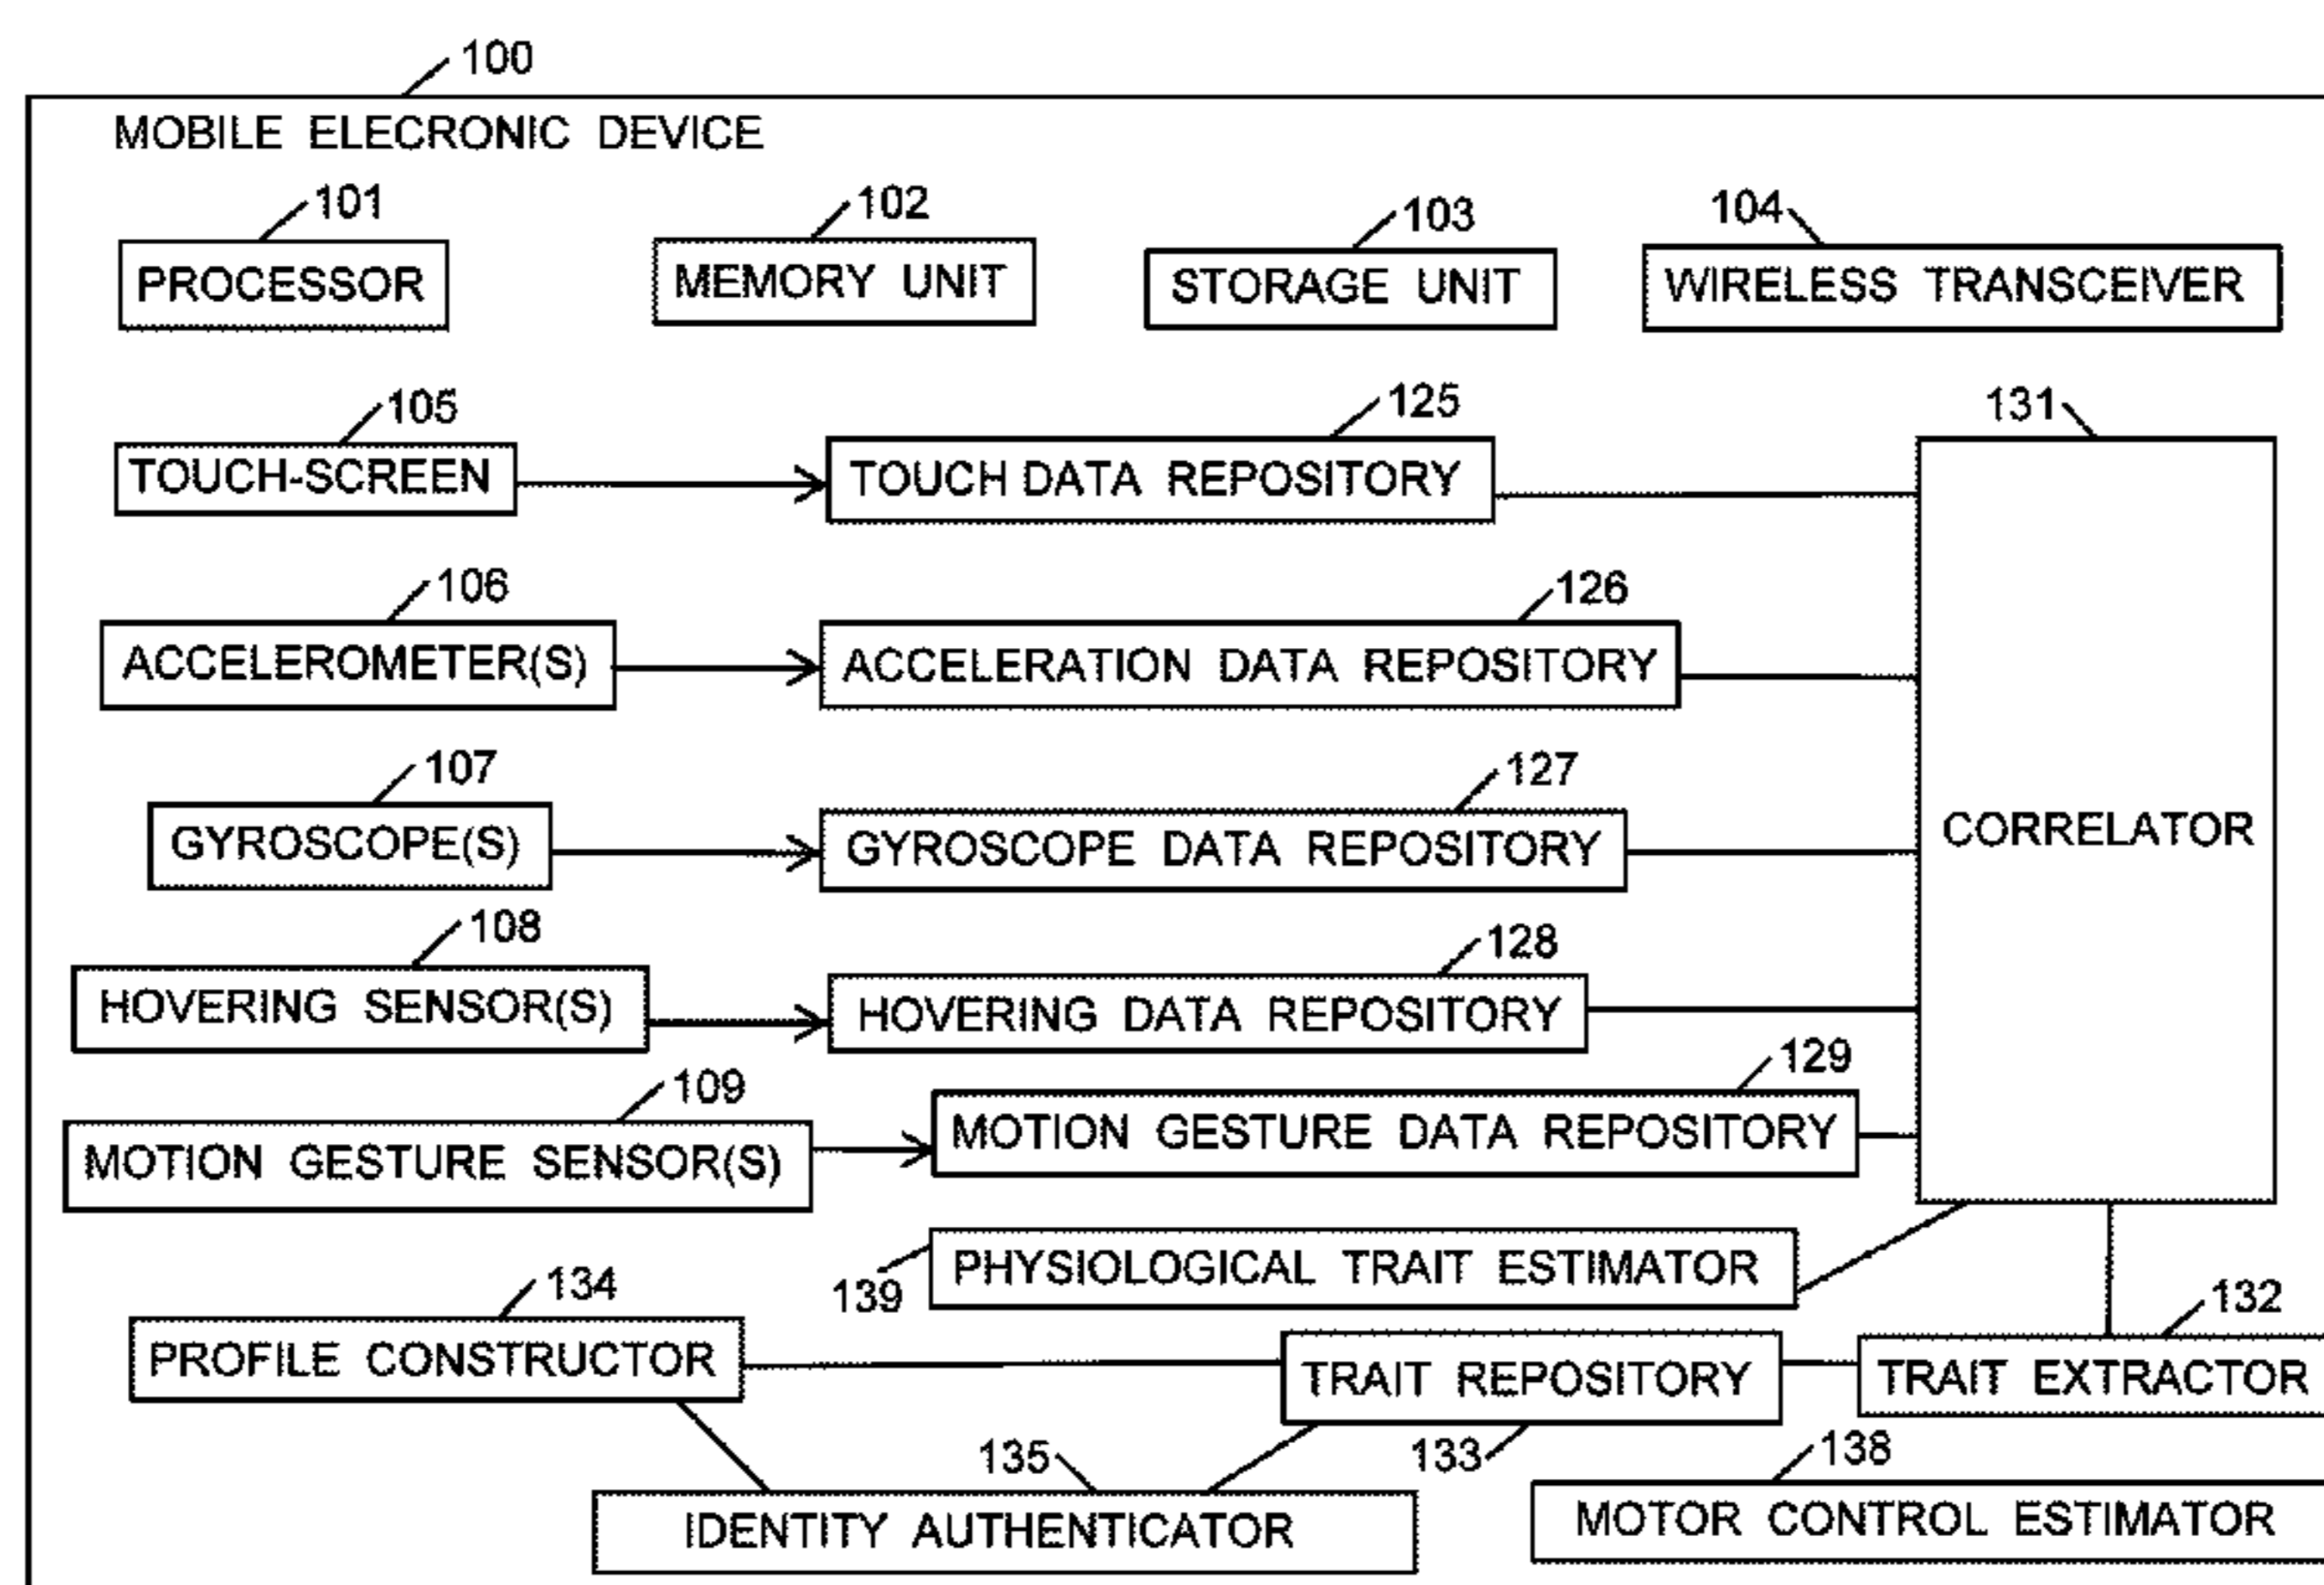 100
MOBILE ELECRONIC DEVICE
101
102
103
104
PROCESSOR
MEMORY UNIT
STORAGE UNIT
WIRELESS TRANSCEIVER
105
125
131
TOUCH-SCREEN
TOUCH DATA REPOSITORY
106
126
ACCELEROMETER(S)
ACCELERATION DATA REPOSITORY
107
127
GYROSCOPE(S)
GYROSCOPE DATA REPOSITORY
CORRELATOR
108
128
HOVERING SENSOR(S)
HOVERING DATA REPOSITORY
109
129
MOTION GESTURE SENSOR(S)
MOTION GESTURE DATA REPOSITORY
139
PHYSIOLOGICAL TRAIT ESTIMATOR
134
132
PROFILE CONSTRUCTOR
TRAIT REPOSITORY
TRAIT EXTRACTOR
135
133
138
IDENTITY AUTHENTICATOR
MOTOR CONTROL ESTIMATOR